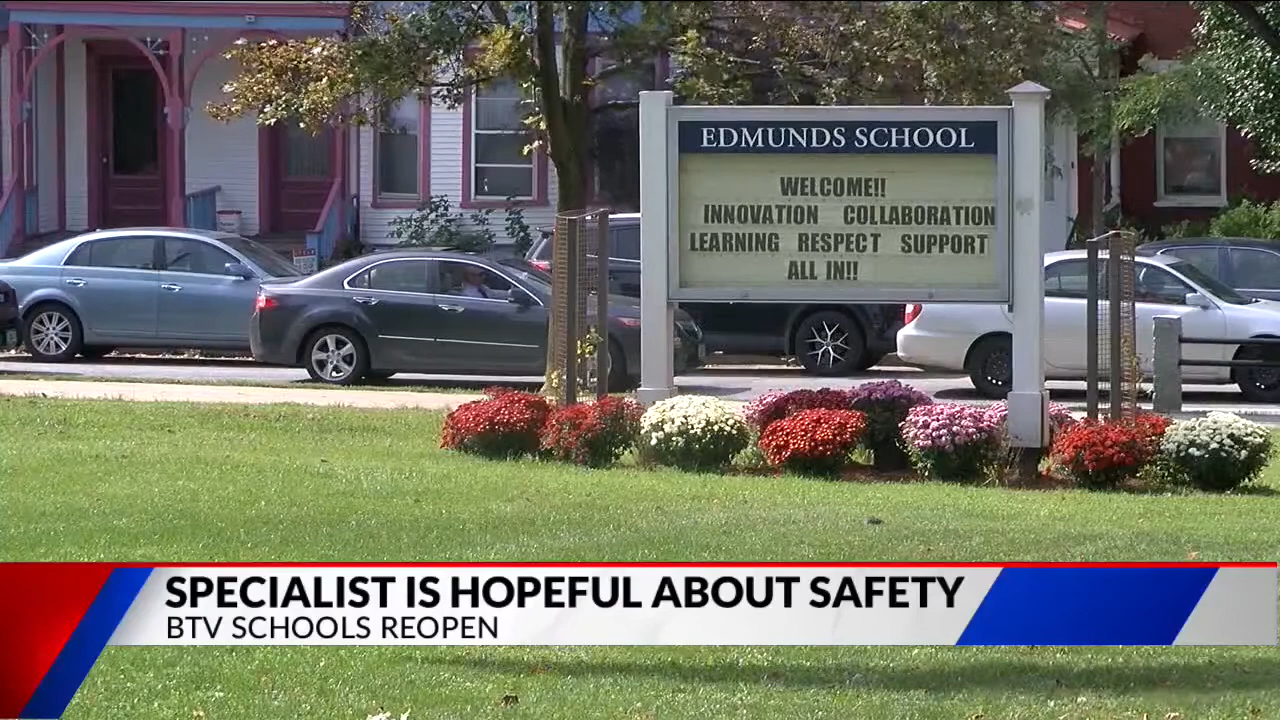 EDMUNDS SCHOOL
WELCOME!!
INNOVATION COLLABORATION
LEARNING RESPECT SUPPORT
ALL IN!!
SPECIALIST IS HOPEFUL ABOUT SAFETY
BTV SCHOOLS REOPEN